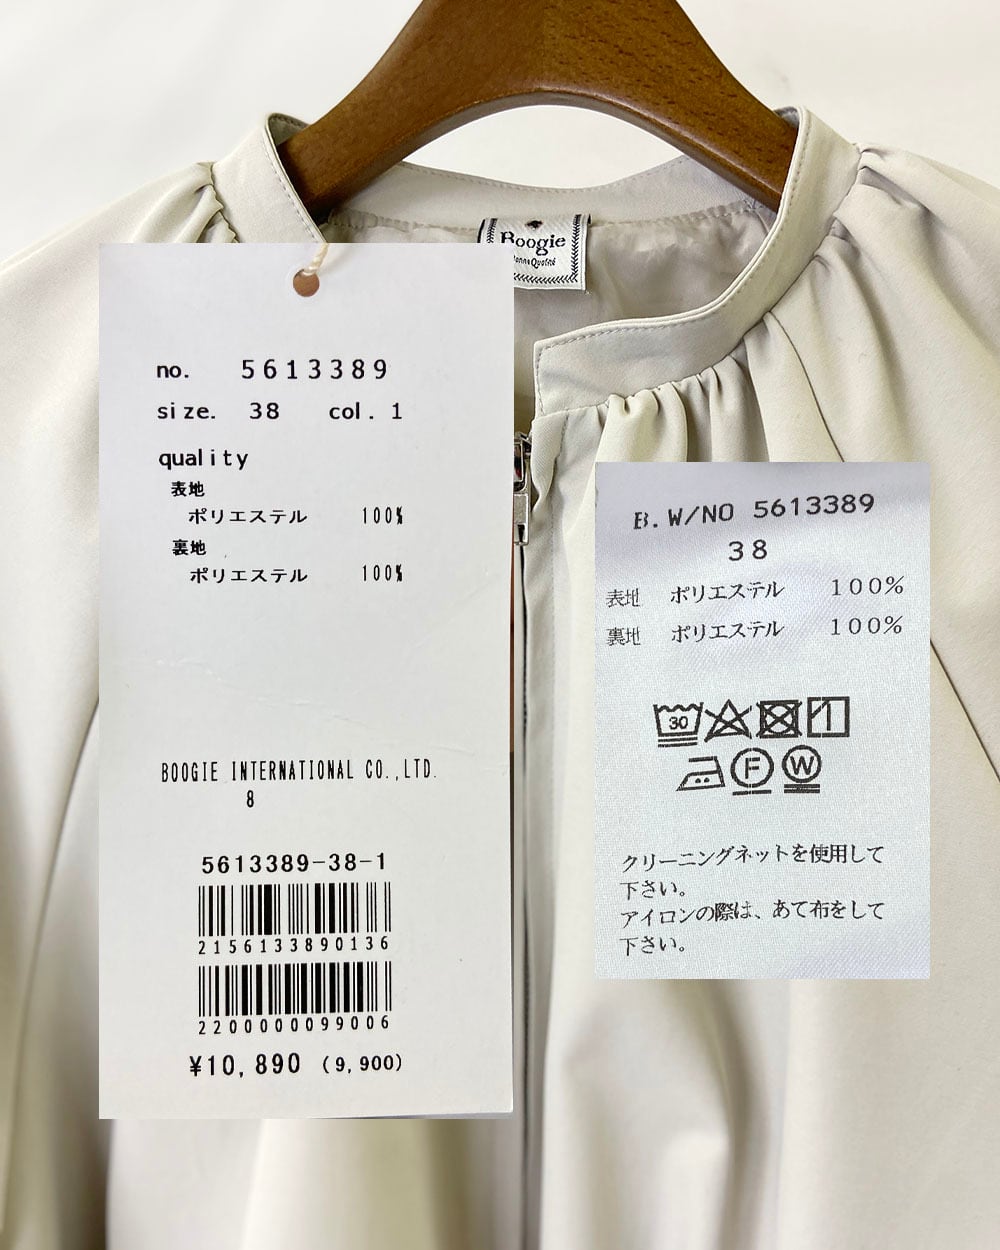 Boogie
Qualité
no. 5613389
size. 38 col. 1
quality
表地
ポリエステル 100%
裏地
ポリエステル 100%
BOOGIE INTERNATIONAL CO.,LTD.
8
5613389-38-1
2156133890136
2200000099006
¥10,890 (9,900)
B.W/NO 5613389
38
表地 ポリエステル 100%
裏地 ポリエステル 100%
30
F W
クリーニングネットを使用して
下さい。
アイロンの際は、あて布をして
下さい。